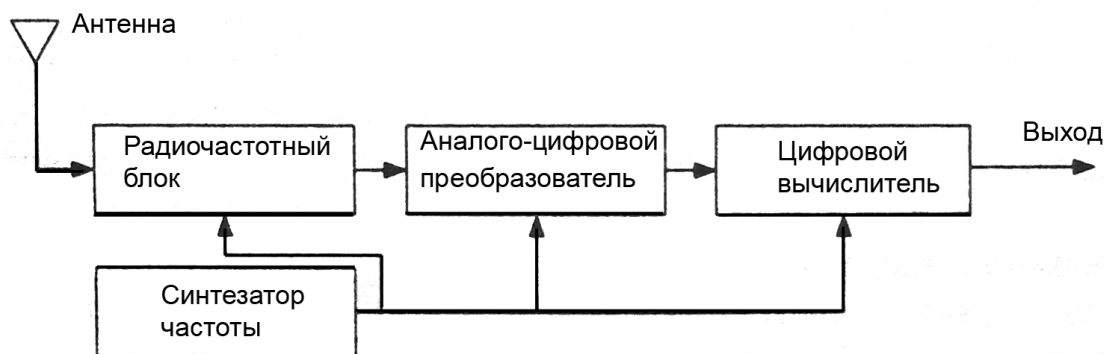 Антенна
Радиочастотный
блок
Аналого-цифровой
преобразователь
Цифровой
вычислитель
Выход
Синтезатор
частоты